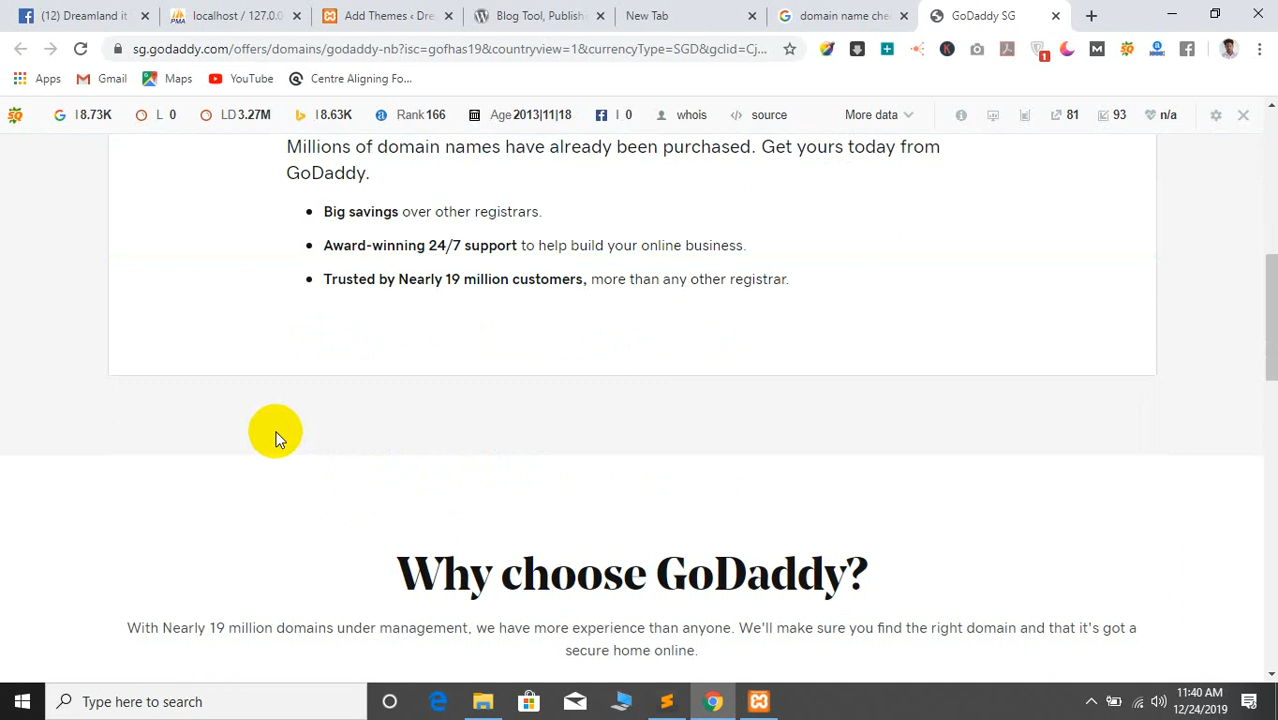 (12) Dreamland it
localhost / 127.0.0
Add Themes ‹ Dre
Blog Tool, Publish
New Tab
domain name che
GoDaddy SG
sg.godaddy.com/offers/domains/godaddy-nb?isc=gofhas19&countryview=1&currencyType=SGD&gclid=Cj...
Apps
Gmail
Maps
YouTube
Centre Aligning Fo...
I 8.73K
L 0
LD 3.27M
I 8.63K
Rank 166
Age 2013|11|18
I 0
whois
source
More data
81
93
n/a
Millions of domain names have already been purchased. Get yours today from
GoDaddy.
Big savings over other registrars.
Award-winning 24/7 support to help build your online business.
Trusted by Nearly 19 million customers, more than any other registrar.
Why choose GoDaddy?
With Nearly 19 million domains under management, we have more experience than anyone. We'll make sure you find the right domain and that it's got a
secure home online.
Type here to search
11:40 AM
12/24/2019